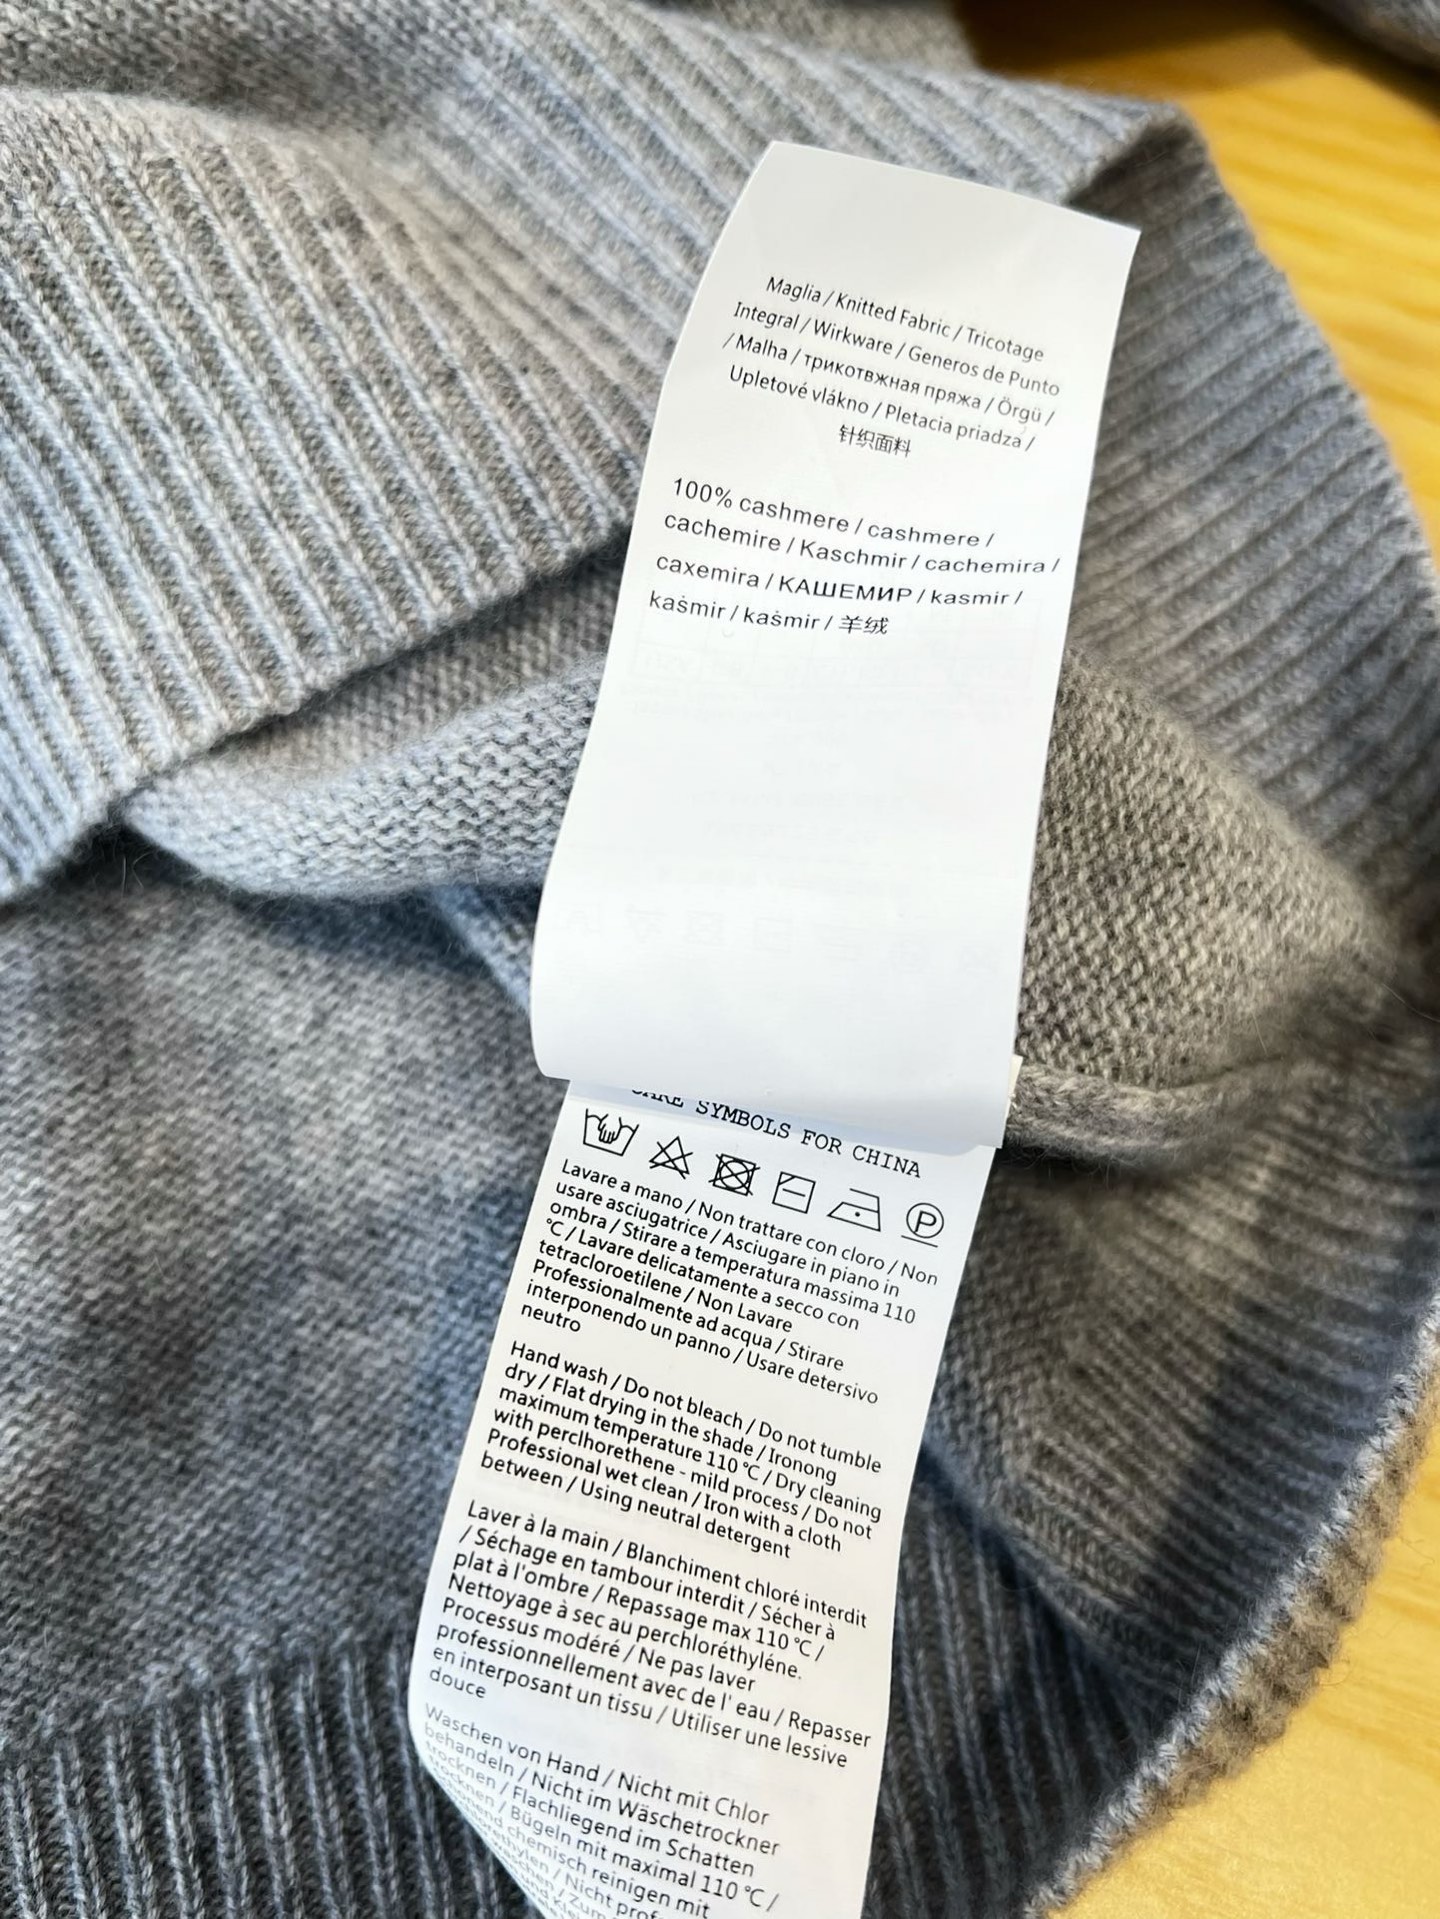 Maglia / Knitted Fabric / Tricotage
Integral / Wirkware / Generos de Punto
/ Malha / трикотвжная пряжа / Örgü /
Upletové vlákno / Pletacia priadza /
针织面料
100% cashmere / cashmere /
cachemire / Kaschmir / cachemira /
caxemira / КАШЕМИР / kasmir /
kaṡmir / kaṡmir / 羊绒
CARE SYMBOLS FOR CHINA
P
Lavare a mano / Non trattare con cloro / Non
usare asciugatrice / Asciugare in piano in
ombra / Stirare a temperatura massima 110
℃ / Lavare delicatamente a secco con
tetracloroetilene / Non Lavare
Professionalmente ad acqua / Stirare
interponendo un panno / Usare detersivo
neutro
Hand wash / Do not bleach / Do not tumble
dry / Flat drying in the shade / Ironong
maximum temperature 110 ℃ / Dry cleaning
with perclhorethene - mild process / Do not
Professional wet clean / Iron with a cloth
between / Using neutral detergent
Laver à la main / Blanchiment chloré interdit
/ Séchage en tambour interdit / Sécher à
plat à l'ombre / Repassage max 110 ℃ /
Nettoyage à sec au perchloréthyléne.
Processus modéré / Ne pas laver
professionnellement avec de l' eau / Repasser
en interposant un tissu / Utiliser une lessive
douce
Waschen von Hand / Nicht mit Chlor
behandeln / Nicht im Wäschetrockner
trocknen / Flachliegend im Schatten
/ Bügeln mit maximal 110 ℃ /
chemisch reinigen mit
/ Nicht
/ Zum